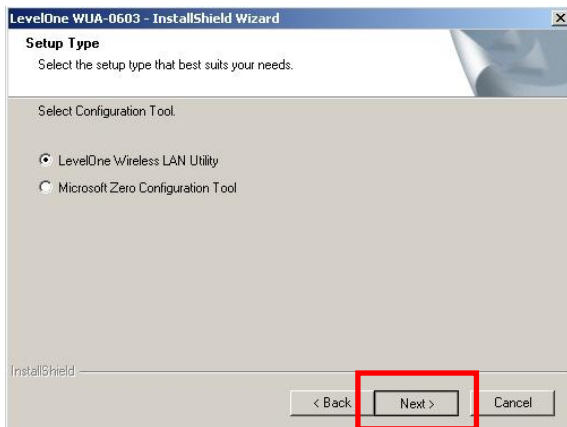 LevelOne WUA-0603 - InstallShield Wizard
Setup Type
Select the setup type that best suits your needs.
Select Configuration Tool.
LevelOne Wireless LAN Utility
Microsoft Zero Configuration Tool
InstallShield
< Back
Next >
Cancel